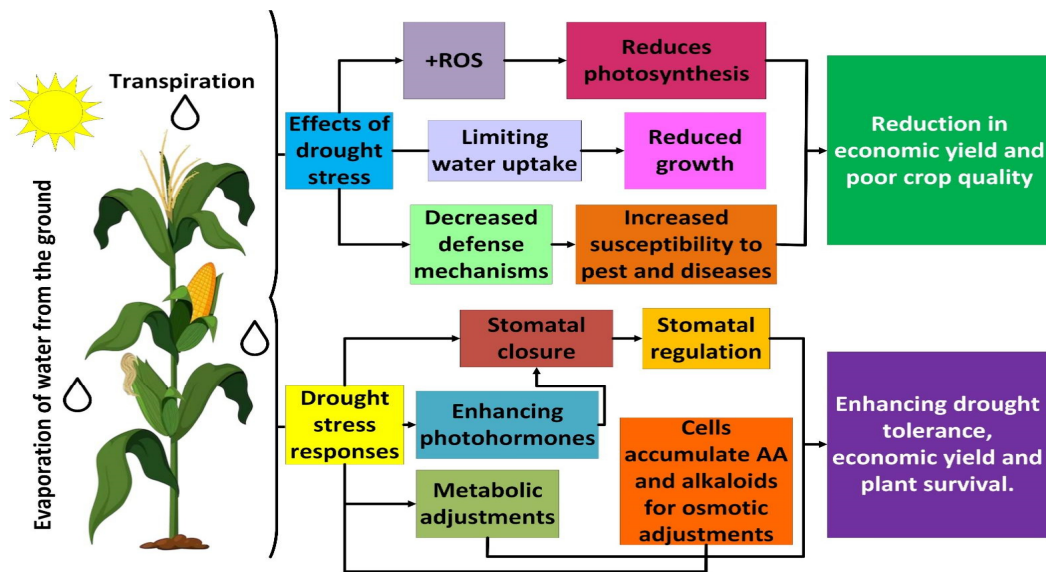 Transpiration
Evaporation of water from the ground
Effects of
drought
stress
+ROS
Reduces
photosynthesis
Limiting
water uptake
Reduced
growth
Decreased
defense
mechanisms
Increased
susceptibility to
pest and diseases
Reduction in
economic yield and
poor crop quality
Drought
stress
responses
Stomatal
closure
Stomatal
regulation
Enhancing
photohormones
Metabolic
adjustments
Cells
accumulate AA
and alkaloids
for osmotic
adjustments
Enhancing drought
tolerance,
economic yield and
plant survival.